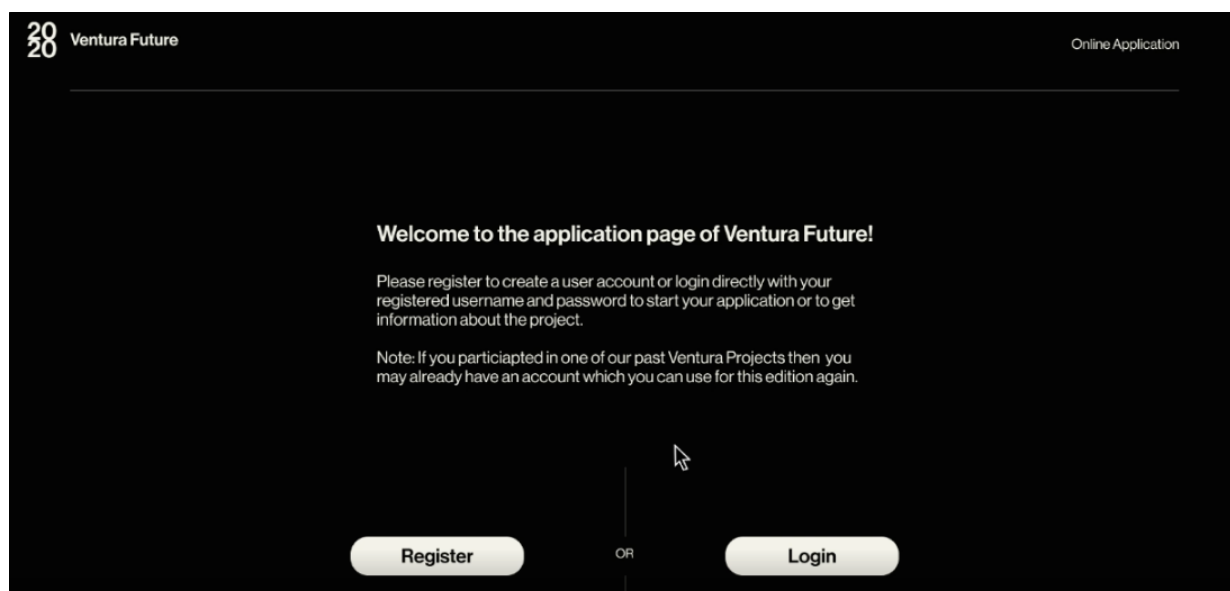 20
20
Ventura Future
Online Application
Welcome to the application page of Ventura Future!
Please register to create a user account or login directly with your
registered username and password to start your application or to get
information about the project.
Note: If you particiapted in one of our past Ventura Projects then you
may already have an account which you can use for this edition again.
Register
OR
Login